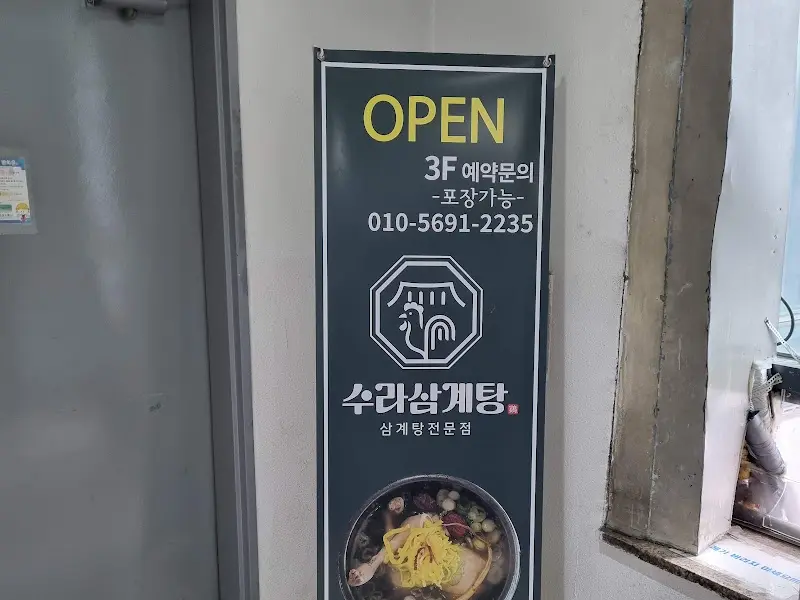 OPEN
3F 예약문의
-포장가능-
010-5691-2235
수라삼계탕
삼계탕전문점